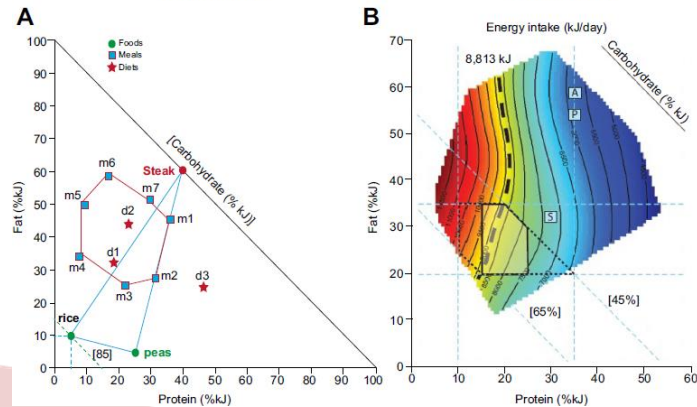 A
Foods
Meals
Diets
100
90
80
70
60
50
40
30
20
10
0
Fat (%kJ)
[Carbohydrate (% kJ)]
Steak
m6
m7
m5
m1
d2
d1
m4
m3
m2
d3
rice
[85]
peas
0 10 20 30 40 50 60 70 80 90 100
Protein (%kJ)
B
Energy intake (kJ/day)
70
60
50
40
30
20
10
0
Fat (%kJ)
8,813 kJ
Carbohydrate (% kJ)
A
P
S
[45%]
[65%]
0 10 20 30 40 50 60
Protein (%kJ)